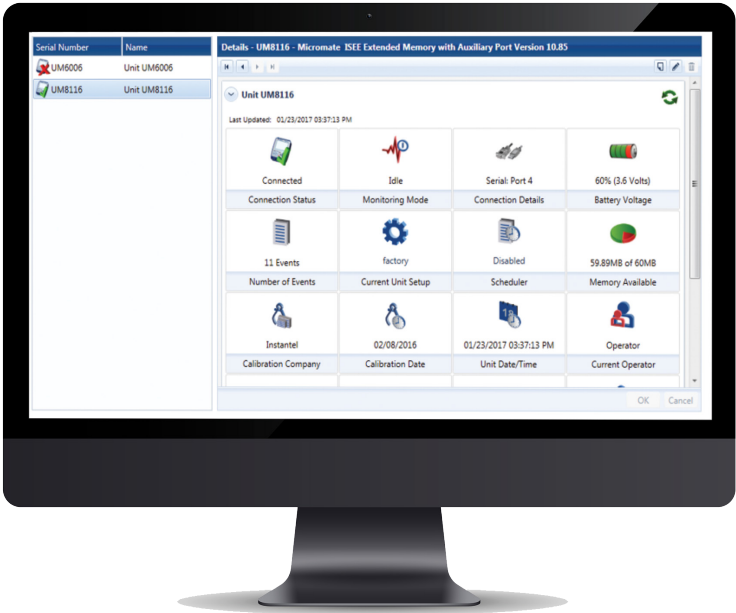 Serial Number Name
UM6006 Unit UM6006
UM8116 Unit UM8116
Details - UM8116 - Micromate ISEE Extended Memory with Auxiliary Port Version 10.85
Unit UM8116
Last Updated: 01/23/2017 03:37:13 PM
Connected Idle Serial: Port 4 60% (3.6 Volts)
Connection Status Monitoring Mode Connection Details Battery Voltage
11 Events factory Disabled 59.89MB of 60MB
Number of Events Current Unit Setup Scheduler Memory Available
Instantel 02/08/2016 01/23/2017 03:37:13 PM Operator
Calibration Company Calibration Date Unit Date/Time Current Operator
OK Cancel